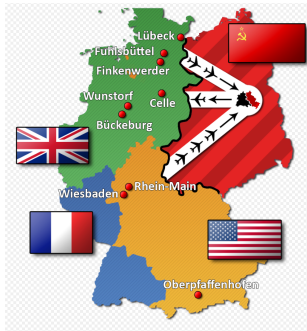 Lübeck
Fuhlsbüttel
Finkenwerder
Wunstorf
Celle
Bückeburg
Rhein-Main
Wiesbaden
Oberpfaffenhofen